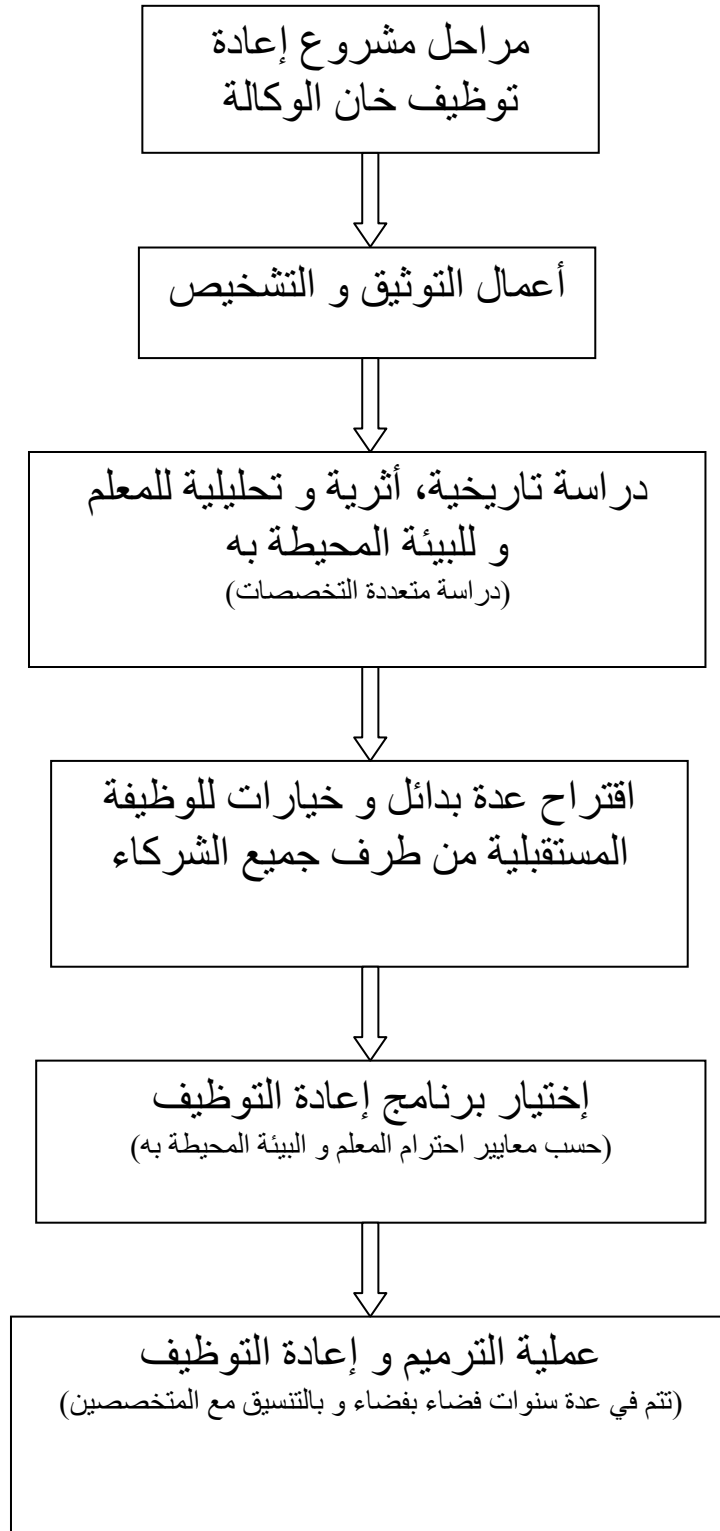 مراحل مشروع إعادة
توظيف خان الوكالة
أعمال التوثيق و التشخيص
دراسة تاريخية، أثرية و تحليلية للمعلم
و للبيئة المحيطة به
(دراسة متعددة التخصصات)
اقتراح عدة بدائل و خيارات للوظيفة
المستقبلية من طرف جميع الشركاء
إختيار برنامج إعادة التوظيف
(حسب معايير احترام المعلم و البيئة المحيطة به)
عملية الترميم و إعادة التوظيف
(تتم في عدة سنوات فضاء بفضاء و بالتنسيق مع المتخصصين)